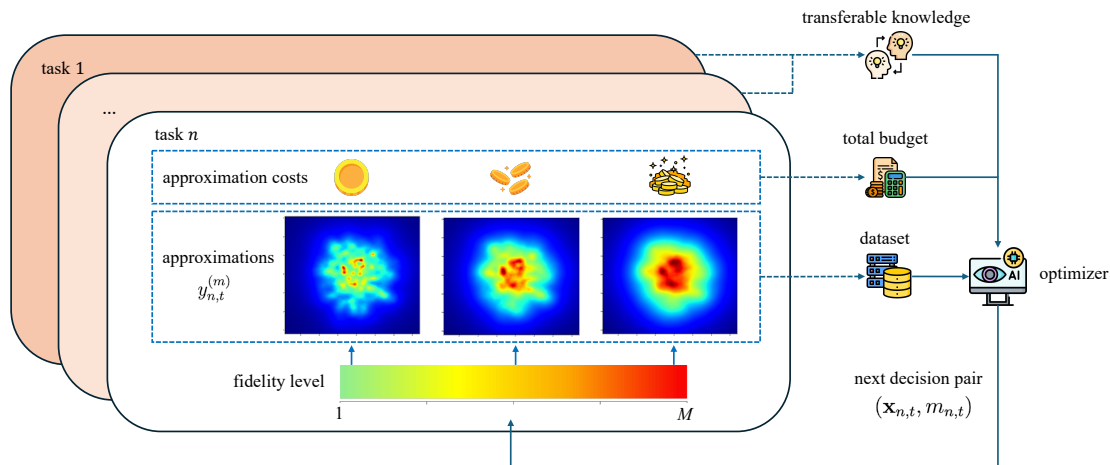 transferable knowledge
task 1
...
task n
total budget
approximation costs
approximations
y_{n,t}^{(m)}
dataset
AI
optimizer
fidelity level
1
M
next decision pair
(x_{n,t}, m_{n,t})